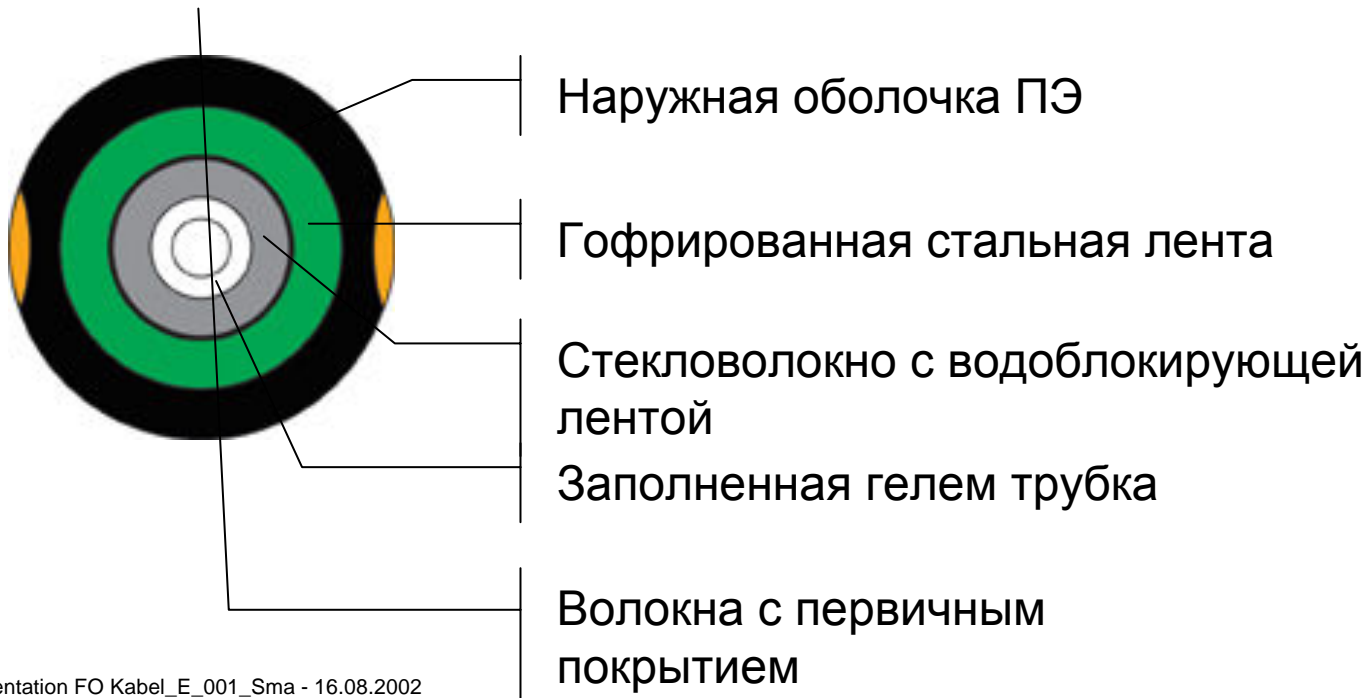 Наружная оболочка ПЭ
Гофрированная стальная лента
Стекловолокно с водоблокирующей
лентой
Заполненная гелем трубка
Волокна с первичным
покрытием
entation FO Kabel_E_001_Sma - 16.08.2002